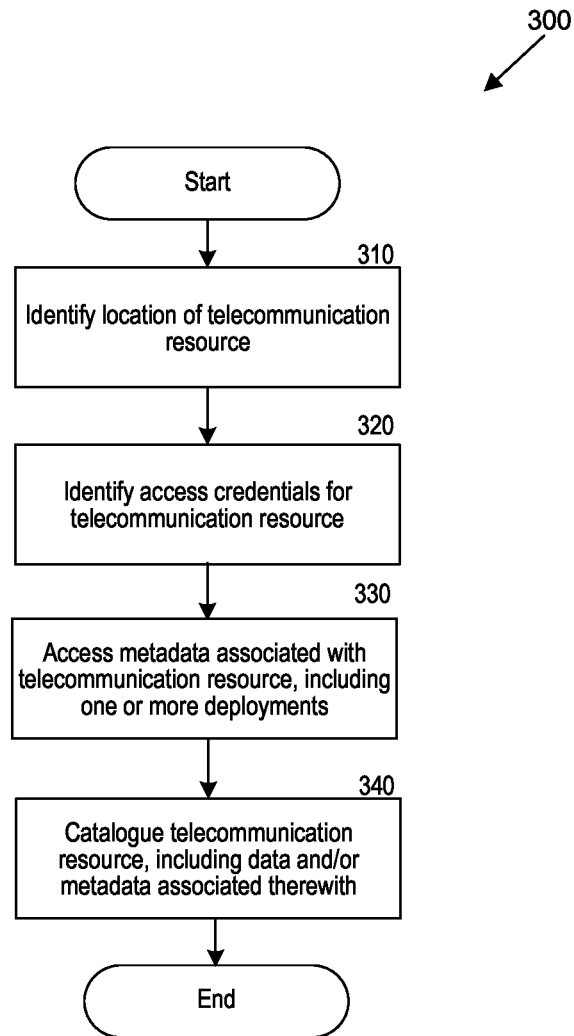 300
Start
310
Identify location of telecommunication
resource
320
Identify access credentials for
telecommunication resource
330
Access metadata associated with
telecommunication resource, including
one or more deployments
340
Catalogue telecommunication
resource, including data and/or
metadata associated therewith
End